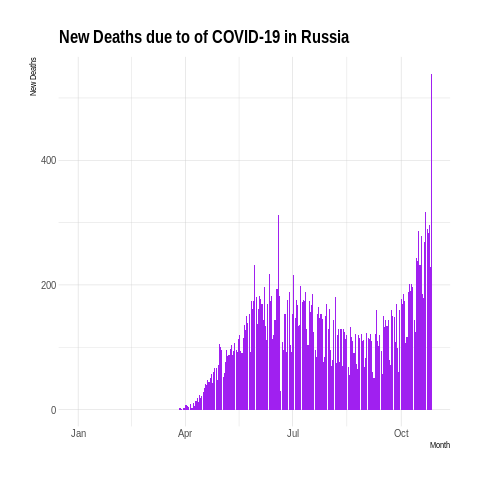 New Deaths due to of COVID-19 in Russia
New Deaths
400
200
0
Jan Apr Jul Oct
Month